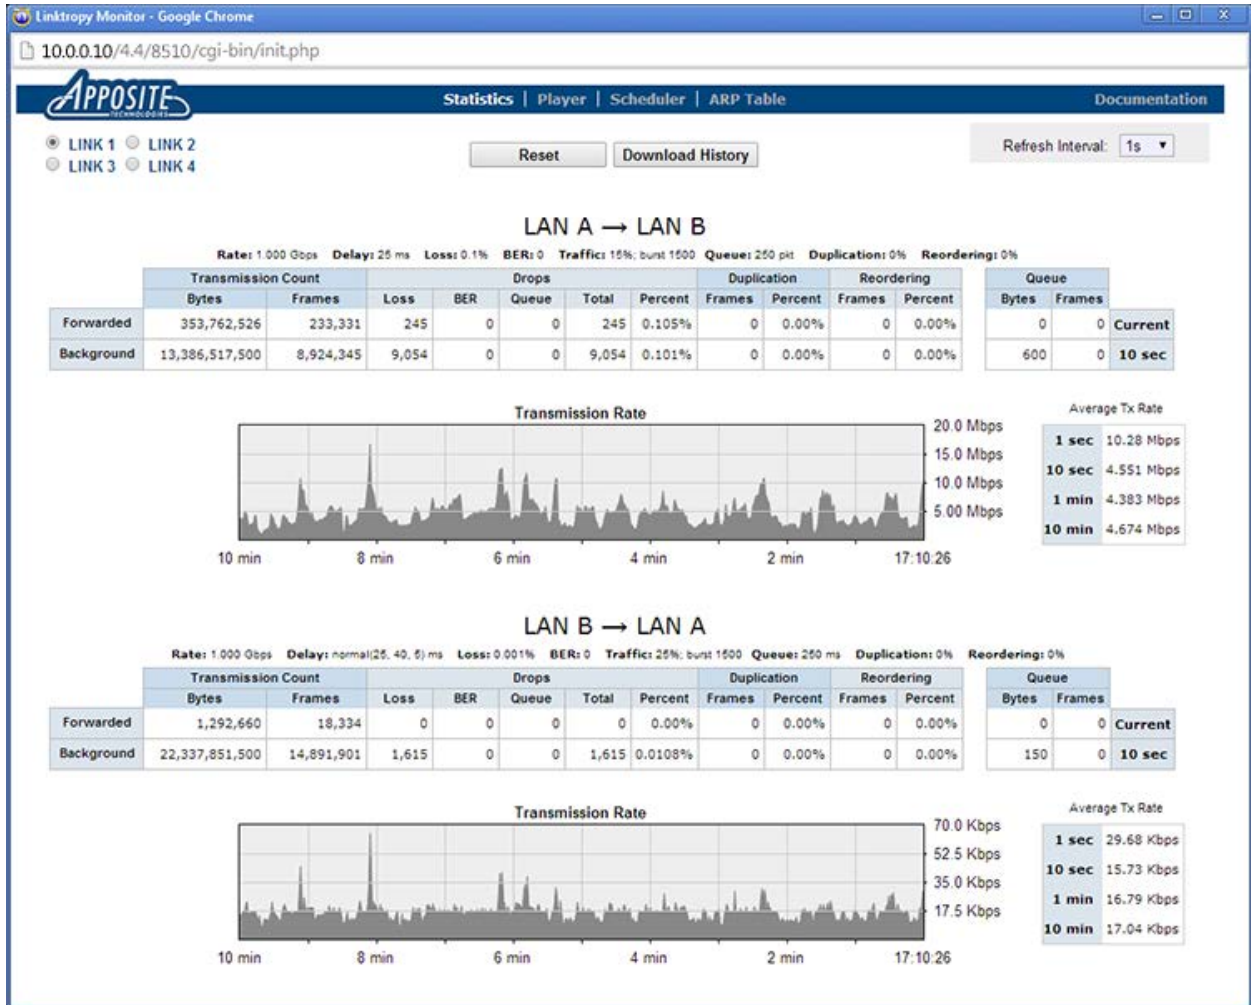 Linktropy Monitor - Google Chrome
10.0.0.10/4.4/8510/cgi-bin/init.php
APPOSITE
TECHNOLOGIES
Statistics | Player | Scheduler | ARP Table
Documentation
LINK 1 LINK 2
LINK 3 LINK 4
Reset Download History
Refresh Interval: 1s
LAN A → LAN B
Rate: 1.000 Gbps Delay: 25 ms Loss: 0.1% BER: 0 Traffic: 15%; burst 1500 Queue: 250 pkt Duplication: 0% Reordering: 0%
Transmission Count Drops Duplication Reordering Queue
Bytes Frames Loss BER Queue Total Percent Frames Percent Frames Percent Bytes Frames
Forwarded 353,762,526 233,331 245 0 0 245 0.105% 0 0.00% 0 0.00% 0 0 Current
Background 13,386,517,500 8,924,345 9,054 0 0 9,054 0.101% 0 0.00% 0 0.00% 600 0 10 sec
Transmission Rate
20.0 Mbps
15.0 Mbps
10.0 Mbps
5.00 Mbps
10 min 8 min 6 min 4 min 2 min 17:10:26
Average Tx Rate
1 sec 10.28 Mbps
10 sec 4.551 Mbps
1 min 4.383 Mbps
10 min 4.674 Mbps
LAN B → LAN A
Rate: 1.000 Gbps Delay: normal(25, 40, 5) ms Loss: 0.001% BER: 0 Traffic: 25%; burst 1500 Queue: 250 ms Duplication: 0% Reordering: 0%
Transmission Count Drops Duplication Reordering Queue
Bytes Frames Loss BER Queue Total Percent Frames Percent Frames Percent Bytes Frames
Forwarded 1,292,660 18,334 0 0 0 0 0.00% 0 0.00% 0 0.00% 0 0 Current
Background 22,337,851,500 14,891,901 1,615 0 0 1,615 0.0108% 0 0.00% 0 0.00% 150 0 10 sec
Transmission Rate
70.0 Kbps
52.5 Kbps
35.0 Kbps
17.5 Kbps
10 min 8 min 6 min 4 min 2 min 17:10:26
Average Tx Rate
1 sec 29.68 Kbps
10 sec 15.73 Kbps
1 min 16.79 Kbps
10 min 17.04 Kbps